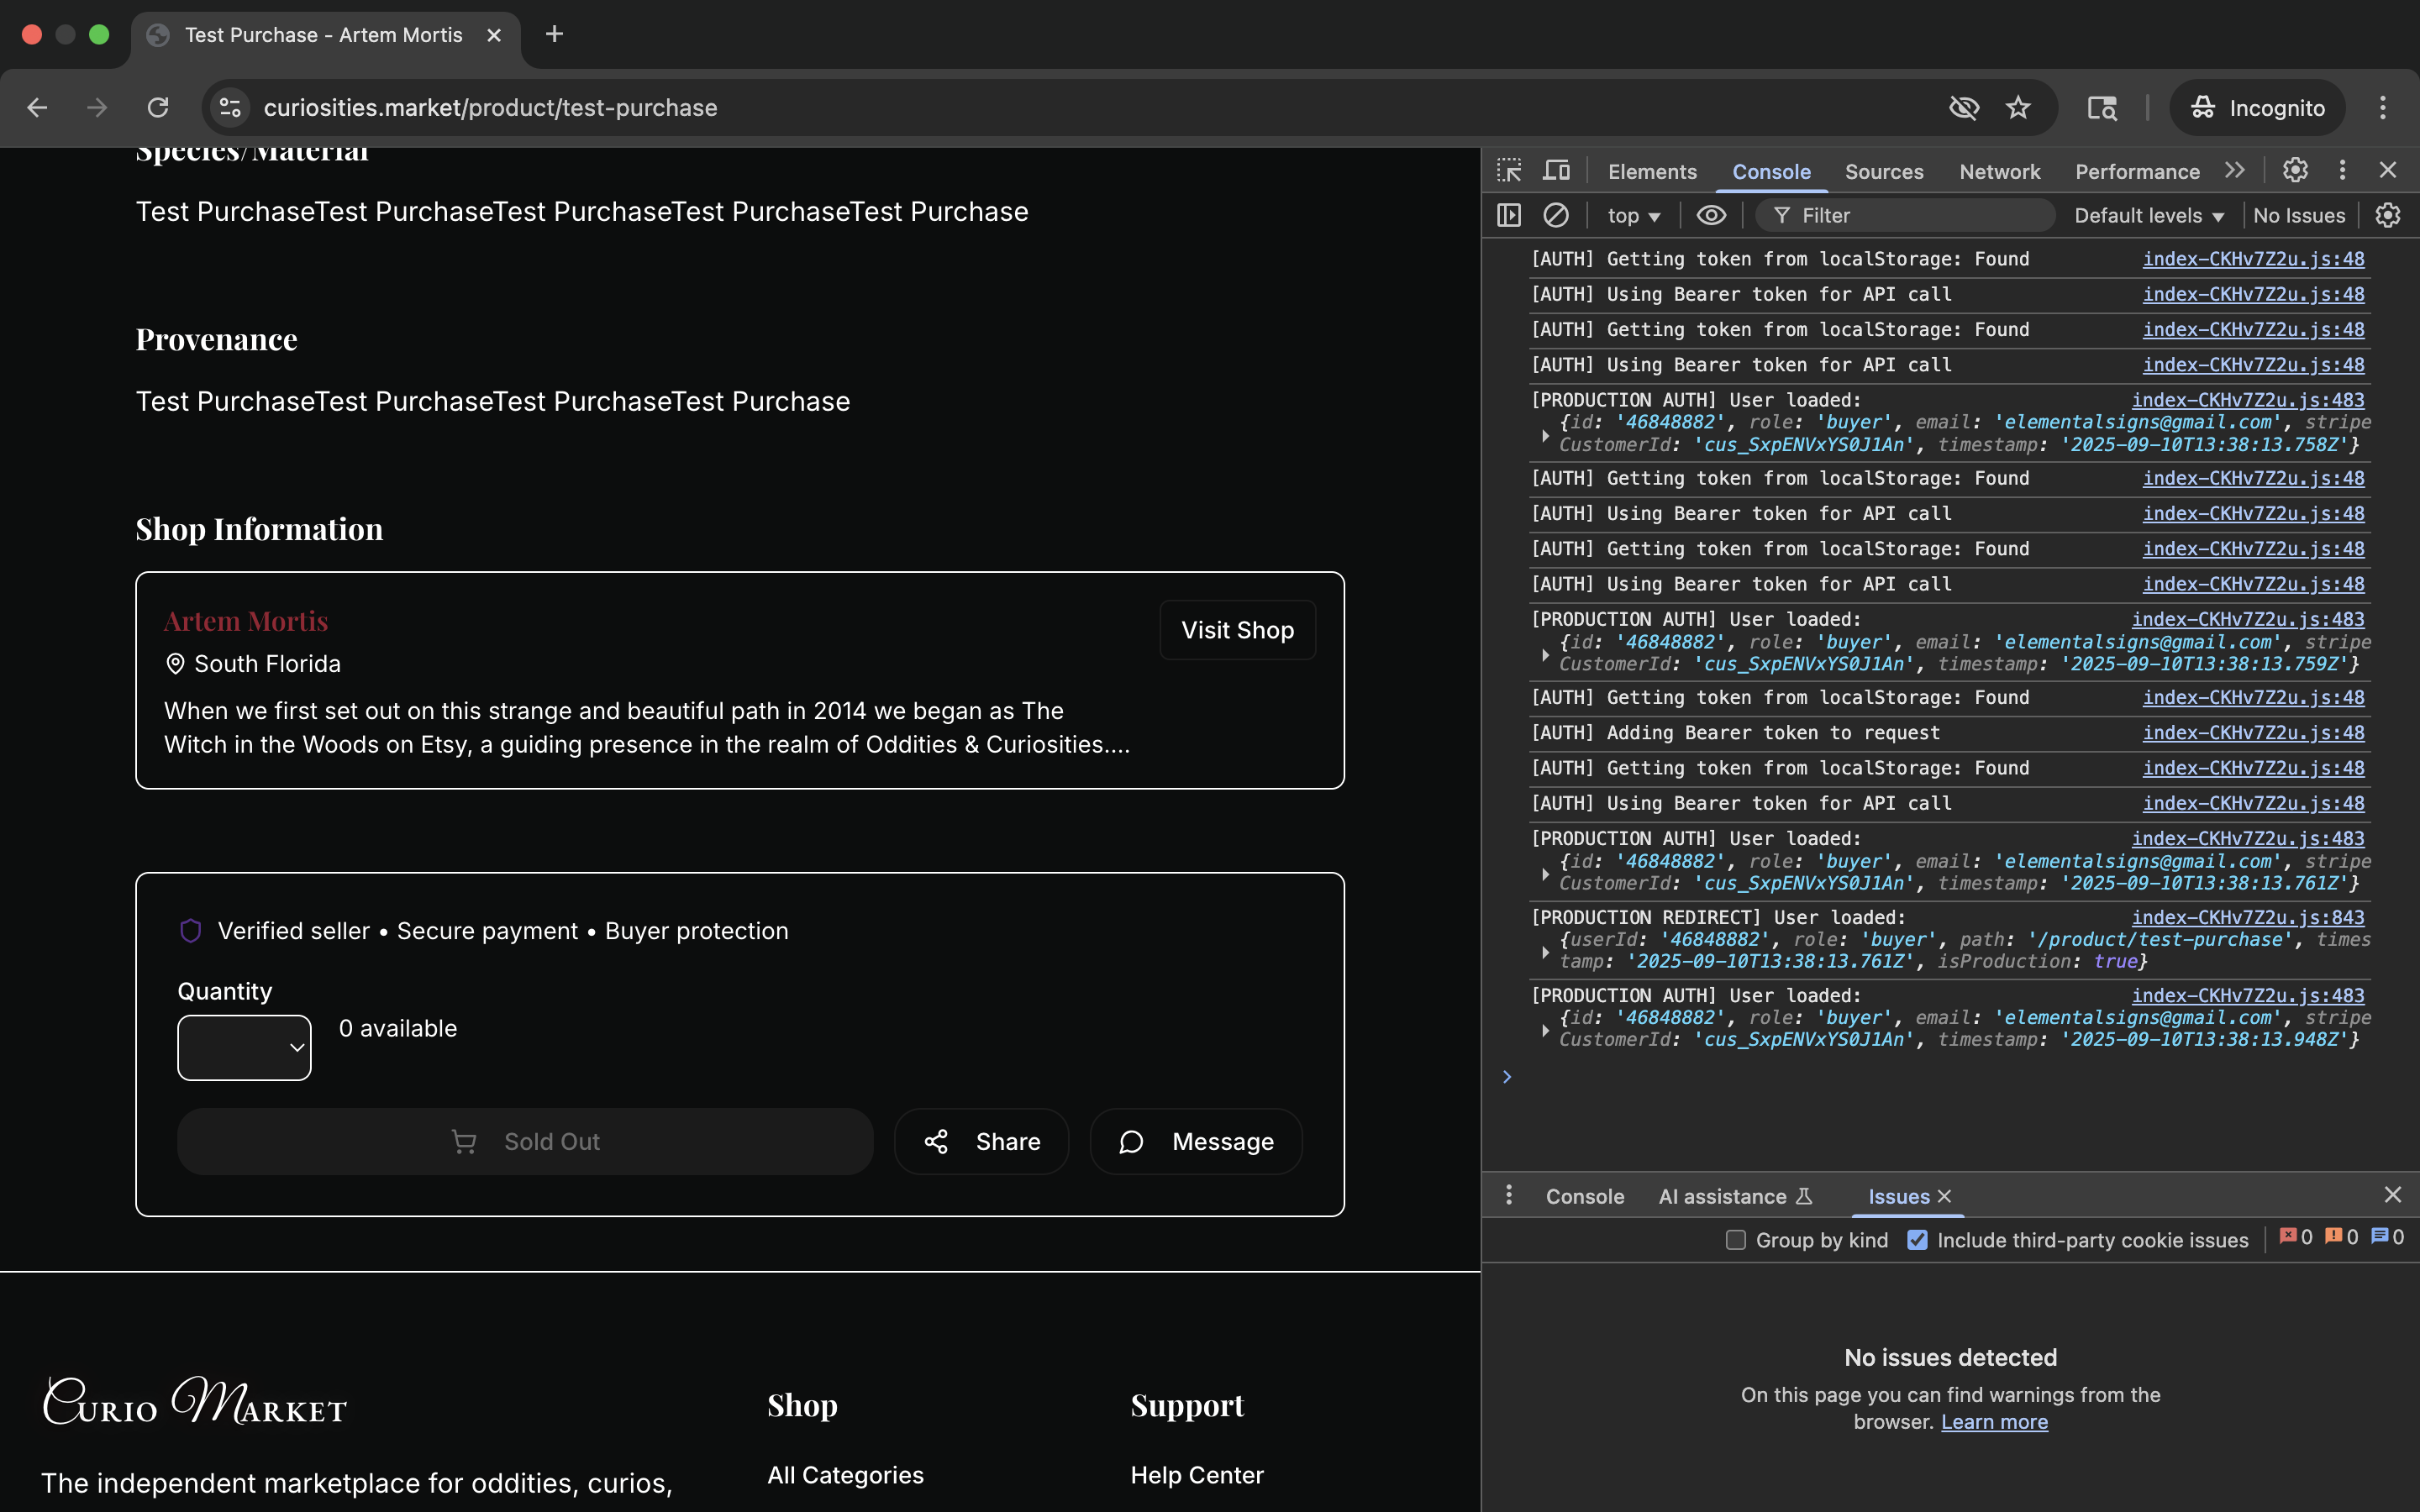 Test Purchase - Artem Mortis
curiosities.market/product/test-purchase
Incognito
Species/Material
Test PurchaseTest PurchaseTest PurchaseTest PurchaseTest Purchase
Provenance
Test PurchaseTest PurchaseTest PurchaseTest Purchase
Shop Information
Artem Mortis
Visit Shop
South Florida
When we first set out on this strange and beautiful path in 2014 we began as The
Witch in the Woods on Etsy, a guiding presence in the realm of Oddities & Curiosities....
Verified seller • Secure payment • Buyer protection
Quantity
0 available
Sold Out
Share
Message
Curio Market
The independent marketplace for oddities, curios,
Shop
All Categories
Support
Help Center
Elements Console Sources Network Performance
top Filter Default levels No Issues
[AUTH] Getting token from localStorage: Found index-CKHv7Z2u.js:48
[AUTH] Using Bearer token for API call index-CKHv7Z2u.js:48
[AUTH] Getting token from localStorage: Found index-CKHv7Z2u.js:48
[AUTH] Using Bearer token for API call index-CKHv7Z2u.js:48
[PRODUCTION AUTH] User loaded: index-CKHv7Z2u.js:483
{id: '46848882', role: 'buyer', email: 'elementalsigns@gmail.com', stripe
CustomerId: 'cus_SxpENVxYS0J1An', timestamp: '2025-09-10T13:38:13.758Z'}
[AUTH] Getting token from localStorage: Found index-CKHv7Z2u.js:48
[AUTH] Using Bearer token for API call index-CKHv7Z2u.js:48
[AUTH] Getting token from localStorage: Found index-CKHv7Z2u.js:48
[AUTH] Using Bearer token for API call index-CKHv7Z2u.js:48
[PRODUCTION AUTH] User loaded: index-CKHv7Z2u.js:483
{id: '46848882', role: 'buyer', email: 'elementalsigns@gmail.com', stripe
CustomerId: 'cus_SxpENVxYS0J1An', timestamp: '2025-09-10T13:38:13.759Z'}
[AUTH] Getting token from localStorage: Found index-CKHv7Z2u.js:48
[AUTH] Adding Bearer token to request index-CKHv7Z2u.js:48
[AUTH] Getting token from localStorage: Found index-CKHv7Z2u.js:48
[AUTH] Using Bearer token for API call index-CKHv7Z2u.js:48
[PRODUCTION AUTH] User loaded: index-CKHv7Z2u.js:483
{id: '46848882', role: 'buyer', email: 'elementalsigns@gmail.com', stripe
CustomerId: 'cus_SxpENVxYS0J1An', timestamp: '2025-09-10T13:38:13.761Z'}
[PRODUCTION REDIRECT] User loaded: index-CKHv7Z2u.js:843
{userId: '46848882', role: 'buyer', path: '/product/test-purchase', times
tamp: '2025-09-10T13:38:13.761Z', isProduction: true}
[PRODUCTION AUTH] User loaded: index-CKHv7Z2u.js:483
{id: '46848882', role: 'buyer', email: 'elementalsigns@gmail.com', stripe
CustomerId: 'cus_SxpENVxYS0J1An', timestamp: '2025-09-10T13:38:13.948Z'}
Console AI assistance Issues
Group by kind Include third-party cookie issues 0 0 0
No issues detected
On this page you can find warnings from the
browser. Learn more